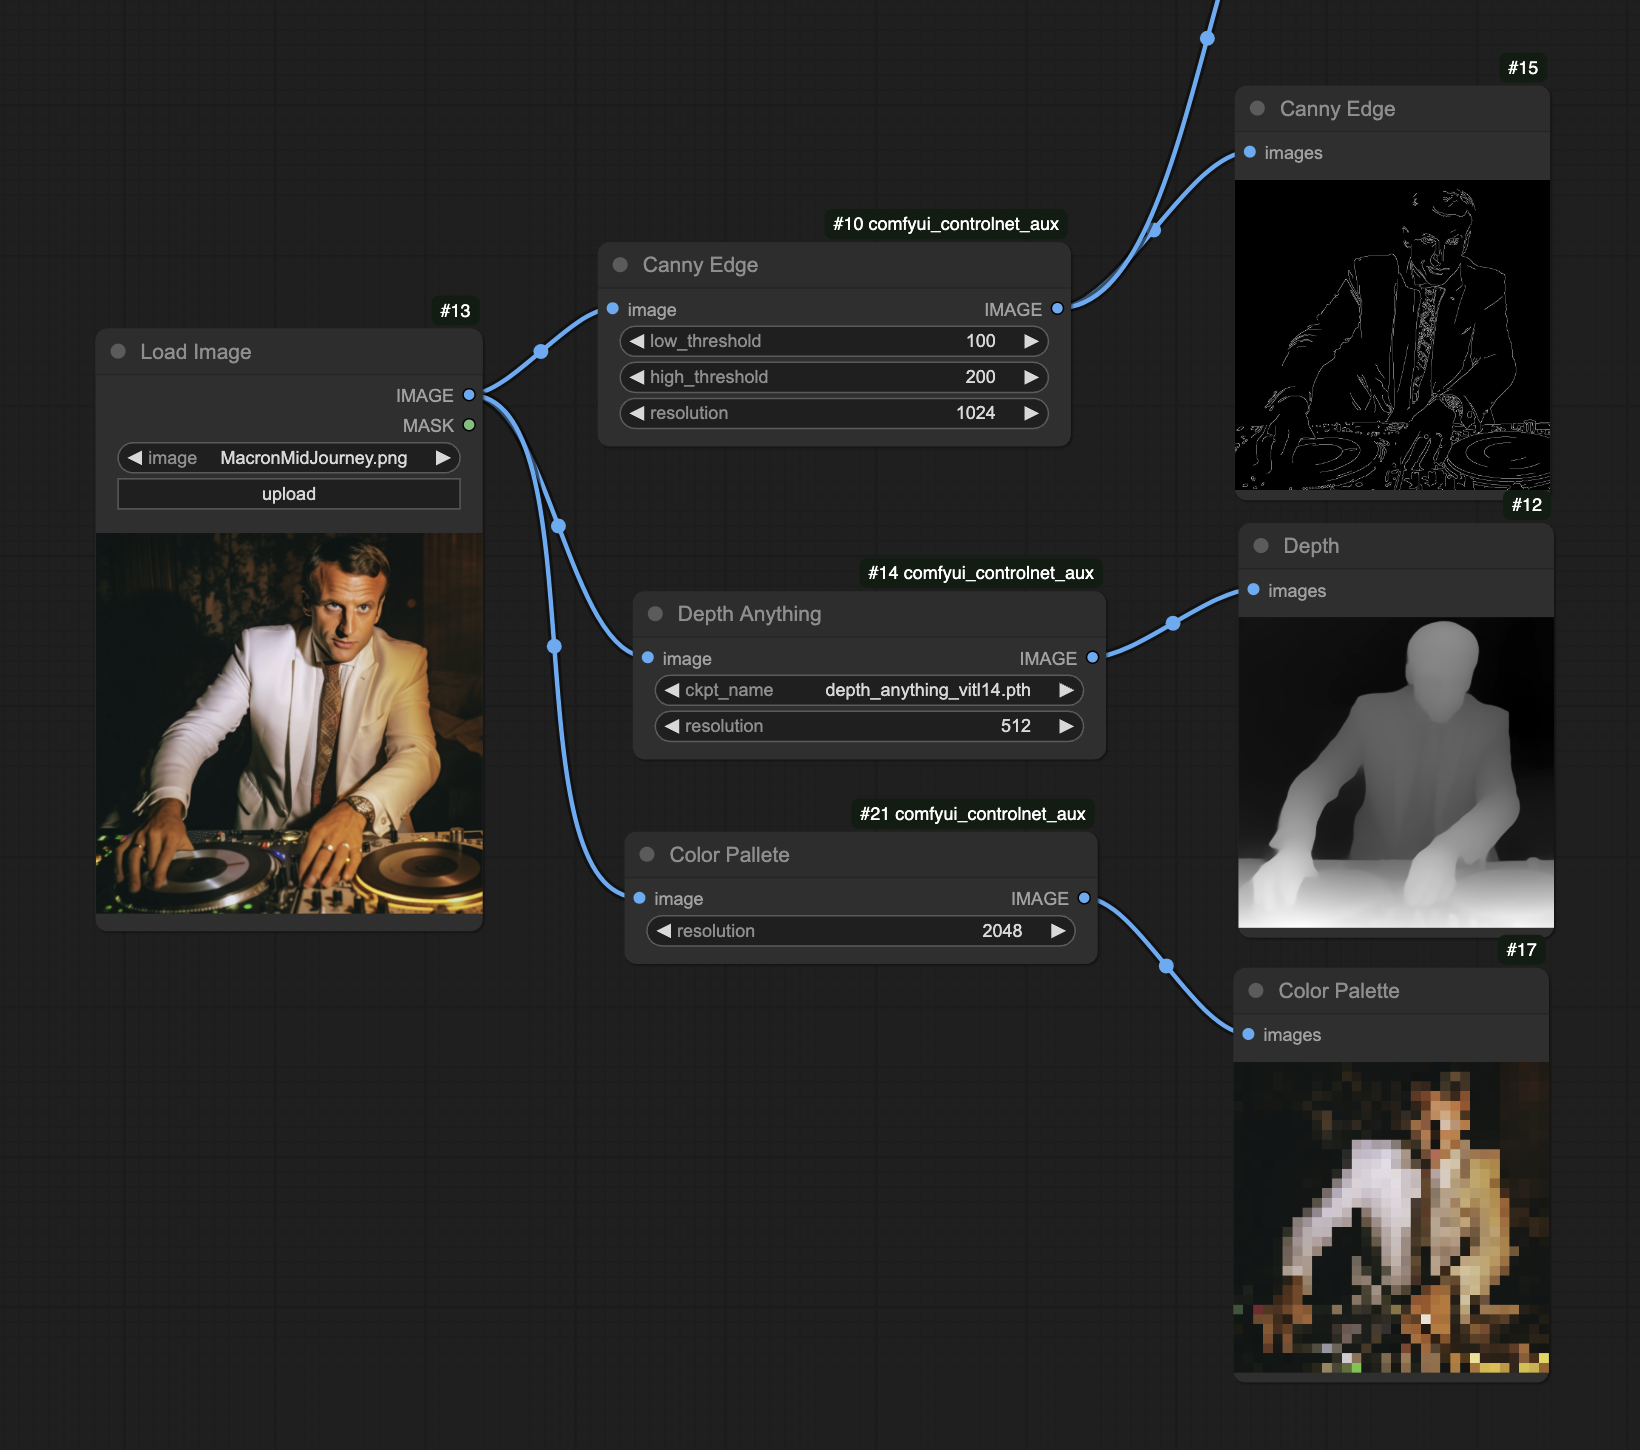 #13
Load Image
IMAGE
MASK
image MacronMidJourney.png
upload
#10 comfyui_controlnet_aux
Canny Edge
image IMAGE
low_threshold 100
high_threshold 200
resolution 1024
#14 comfyui_controlnet_aux
Depth Anything
image IMAGE
ckpt_name depth_anything_vitl14.pth
resolution 512
#21 comfyui_controlnet_aux
Color Pallete
image IMAGE
resolution 2048
#15
Canny Edge
images
#12
Depth
images
#17
Color Palette
images